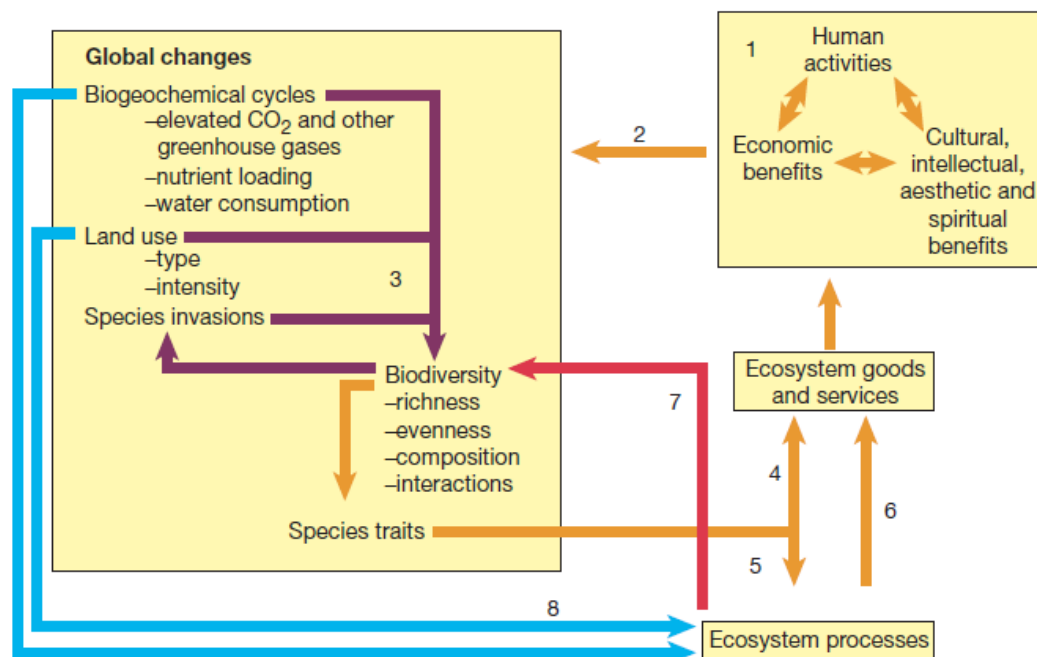 Global changes
Biogeochemical cycles
–elevated CO₂ and other
greenhouse gases
–nutrient loading
–water consumption
Land use
–type
–intensity
Species invasions
3
Biodiversity
–richness
–evenness
–composition
–interactions
Species traits
2
1
Human
activities
Economic
benefits
Cultural,
intellectual,
aesthetic and
spiritual
benefits
Ecosystem goods
and services
7
4
6
5
8
Ecosystem processes